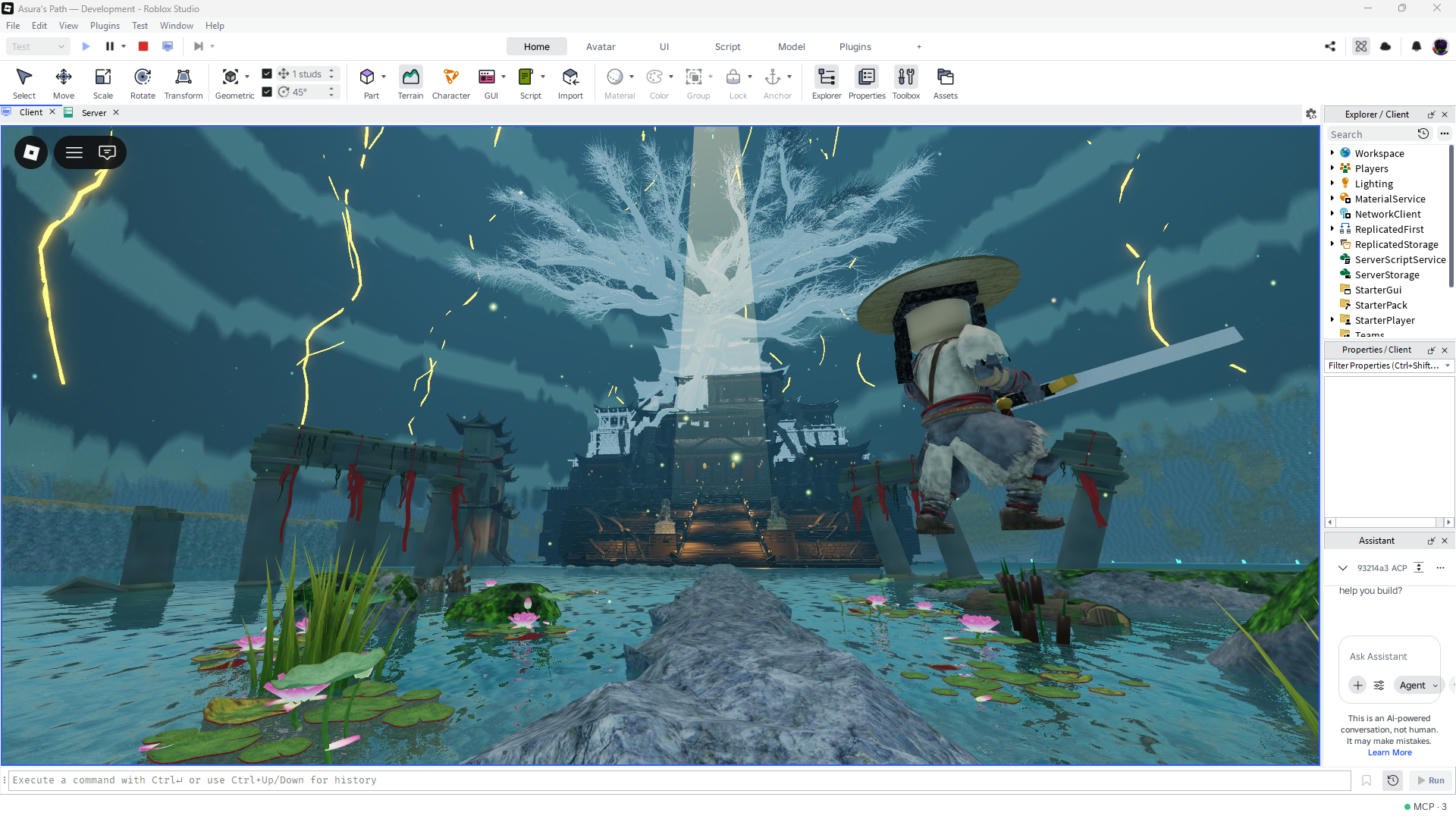 Asura's Path — Development - Roblox Studio
File Edit View Plugins Test Window Help
Test
Home Avatar UI Script Model Plugins +
Select Move Scale Rotate Transform Geometric 1 studs 45° Part Terrain Character GUI Script Import Material Color Group Lock Anchor Explorer Properties Toolbox Assets
Client Server
Explorer / Client
Search
Workspace
Players
Lighting
MaterialService
NetworkClient
ReplicatedFirst
ReplicatedStorage
ServerScriptService
ServerStorage
StarterGui
StarterPack
StarterPlayer
Teams
Properties / Client
Filter Properties (Ctrl+Shift...
Assistant
93214a3 ACP
help you build?
Ask Assistant
Agent
This is an AI-powered
conversation, not human.
It may make mistakes.
Learn More
Execute a command with Ctrl↵ or use Ctrl+Up/Down for history
Run
MCP · 3